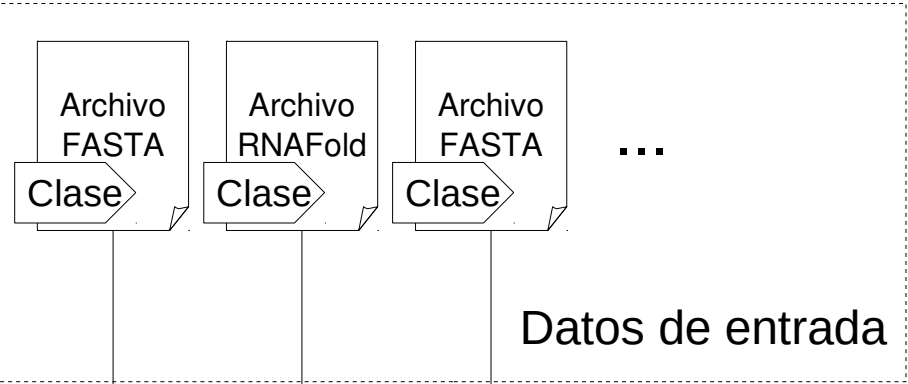 Archivo
FASTA
Clase
Archivo
RNAFold
Clase
Archivo
FASTA
Clase
...
Datos de entrada